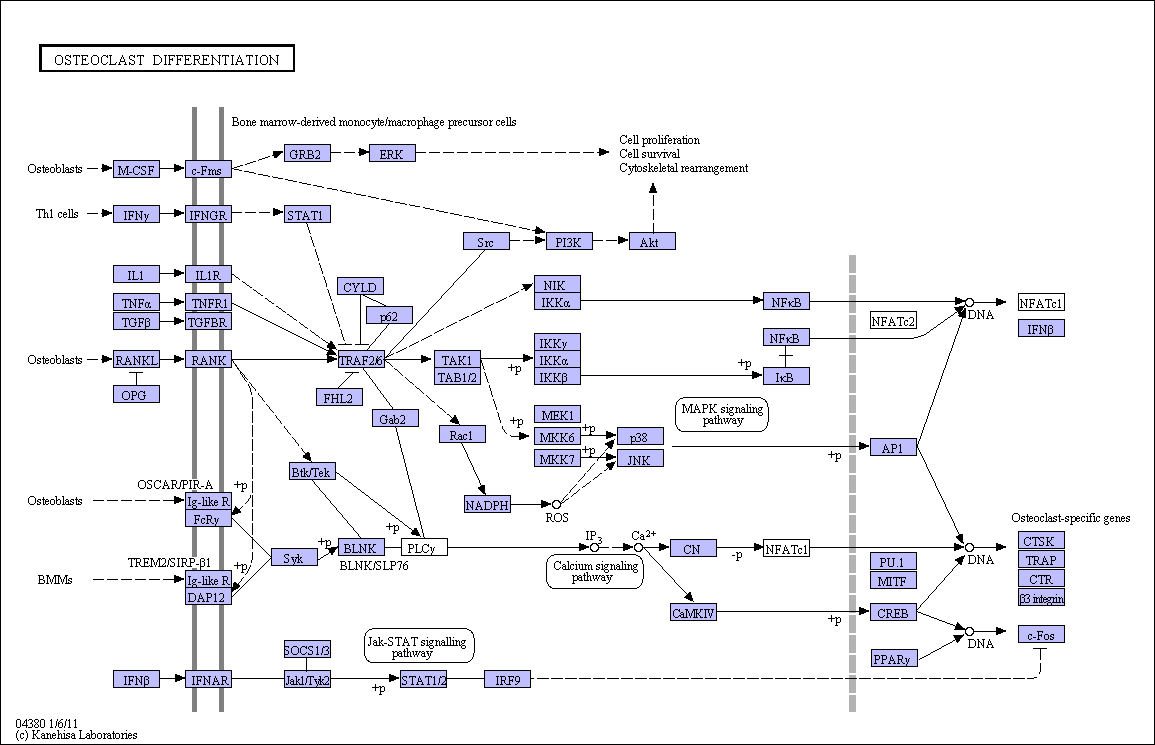 OSTEOCLAST DIFFERENTIATION
Bone marrow-derived monocyte/macrophage precursor cells
Osteoblasts
M-CSF
c-Fms
GRB2
ERK
Cell proliferation
Cell survival
Cytoskeletal rearrangement
Th1 cells
IFNγ
IFNGR
STAT1
Src
PI3K
Akt
IL1
IL1R
CYLD
NIK
IKKα
NFκB
DNA
NFATc1
TNFα
TNFR1
p62
NFATc2
IFNβ
TGFβ
TGFBR
NFκB
Osteoblasts
RANKL
RANK
TRAF2/6
TAK1
TAB1/2
+p
IKKγ
IKKα
IKKβ
+p
IκB
OPG
FHL2
Gab2
Rac1
+p
MEK1
MKK6
MKK7
+p
+p
p38
JNK
MAPK signaling
pathway
+p
AP1
Btk/Tek
NADPH
ROS
OSCAR/PIR-A
+p
Osteoblasts
Ig-like R
FcRγ
Syk
+p
BLNK
+p
PLCγ
BLNK/SLP76
IP3
Ca2+
Calcium signaling
pathway
CN
-p
NFATc1
DNA
Osteoclast-specific genes
CTSK
TRAP
CTR
β3 integrin
PU.1
MITF
TREM2/SIRP-β1
+p
BMMs
Ig-like R
DAP12
CaMKIV
+p
CREB
DNA
c-Fos
PPARγ
SOCS1/3
Jak-STAT signalling
pathway
IFNβ
IFNAR
Jak1/Tyk2
+p
STAT1/2
IRF9
04380 1/6/11
(c) Kanehisa Laboratories